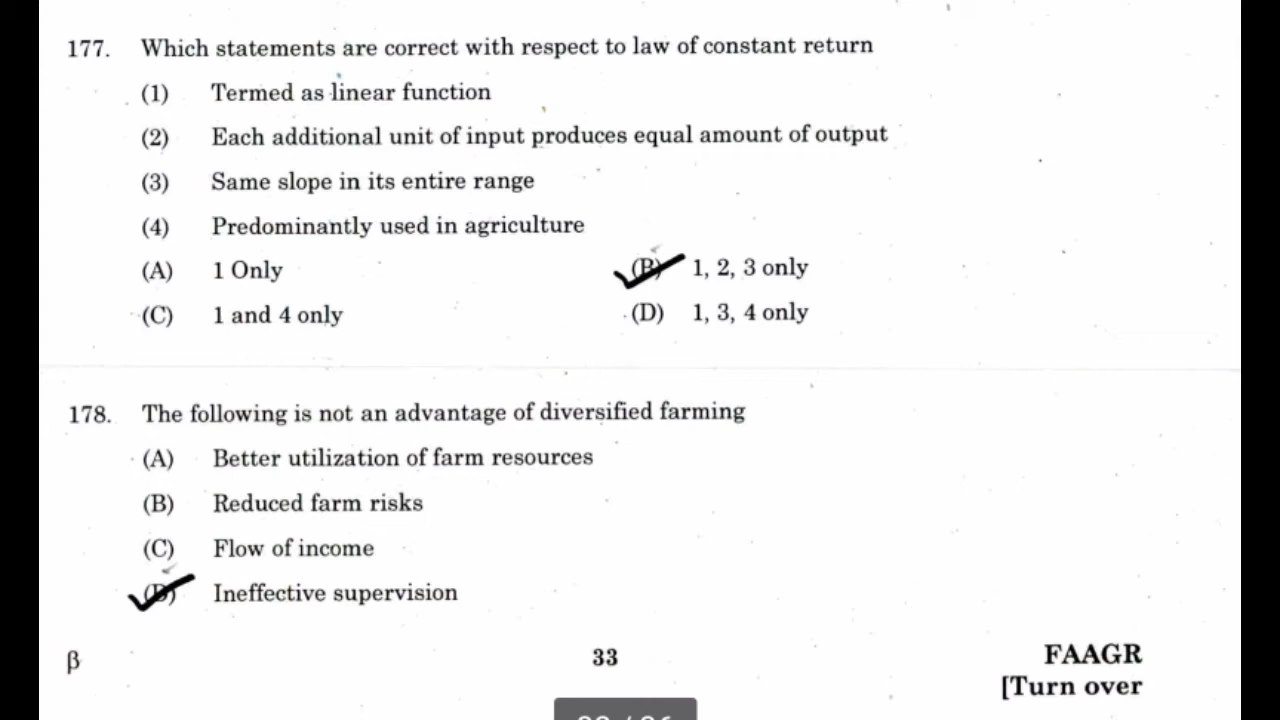 177. Which statements are correct with respect to law of constant return
(1) Termed as linear function
(2) Each additional unit of input produces equal amount of output
(3) Same slope in its entire range
(4) Predominantly used in agriculture
(A) 1 Only (B) 1, 2, 3 only
(C) 1 and 4 only (D) 1, 3, 4 only
178. The following is not an advantage of diversified farming
(A) Better utilization of farm resources
(B) Reduced farm risks
(C) Flow of income
(D) Ineffective supervision
β 33 FAAGR
[Turn over